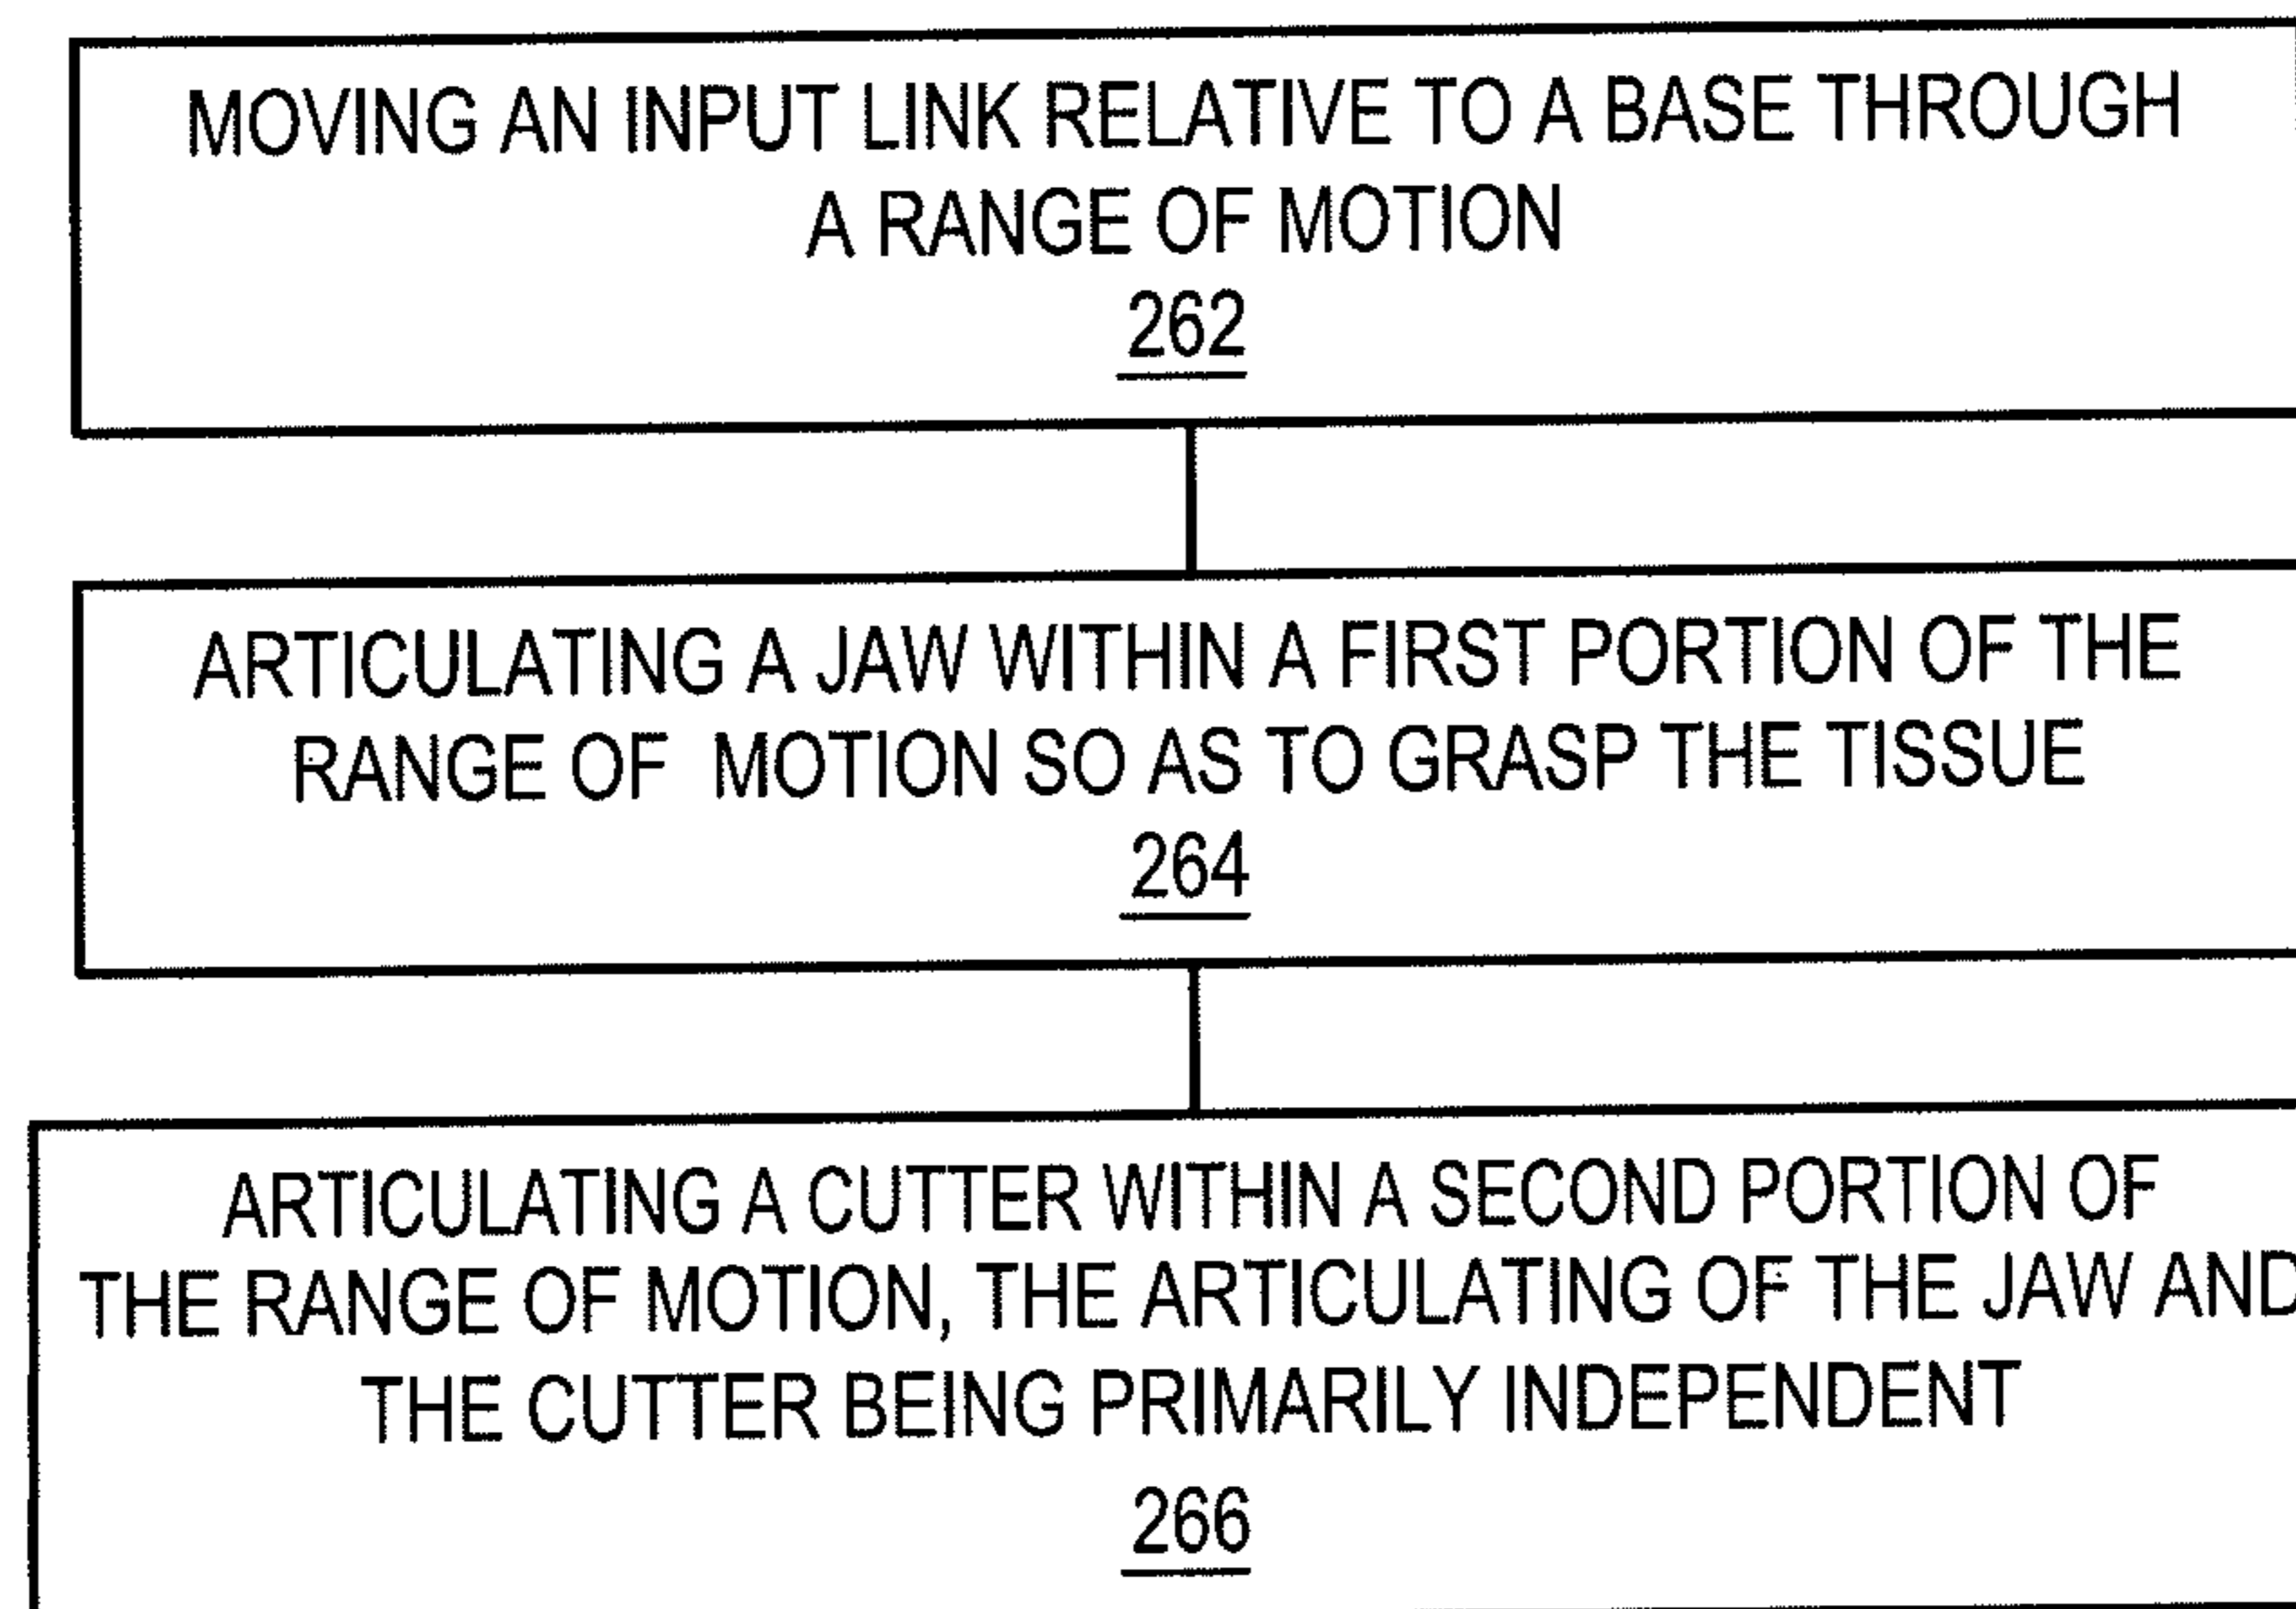 MOVING AN INPUT LINK RELATIVE TO A BASE THROUGH
A RANGE OF MOTION
262
ARTICULATING A JAW WITHIN A FIRST PORTION OF THE
RANGE OF MOTION SO AS TO GRASP THE TISSUE
264
ARTICULATING A CUTTER WITHIN A SECOND PORTION OF
THE RANGE OF MOTION, THE ARTICULATING OF THE JAW AND
THE CUTTER BEING PRIMARILY INDEPENDENT
266